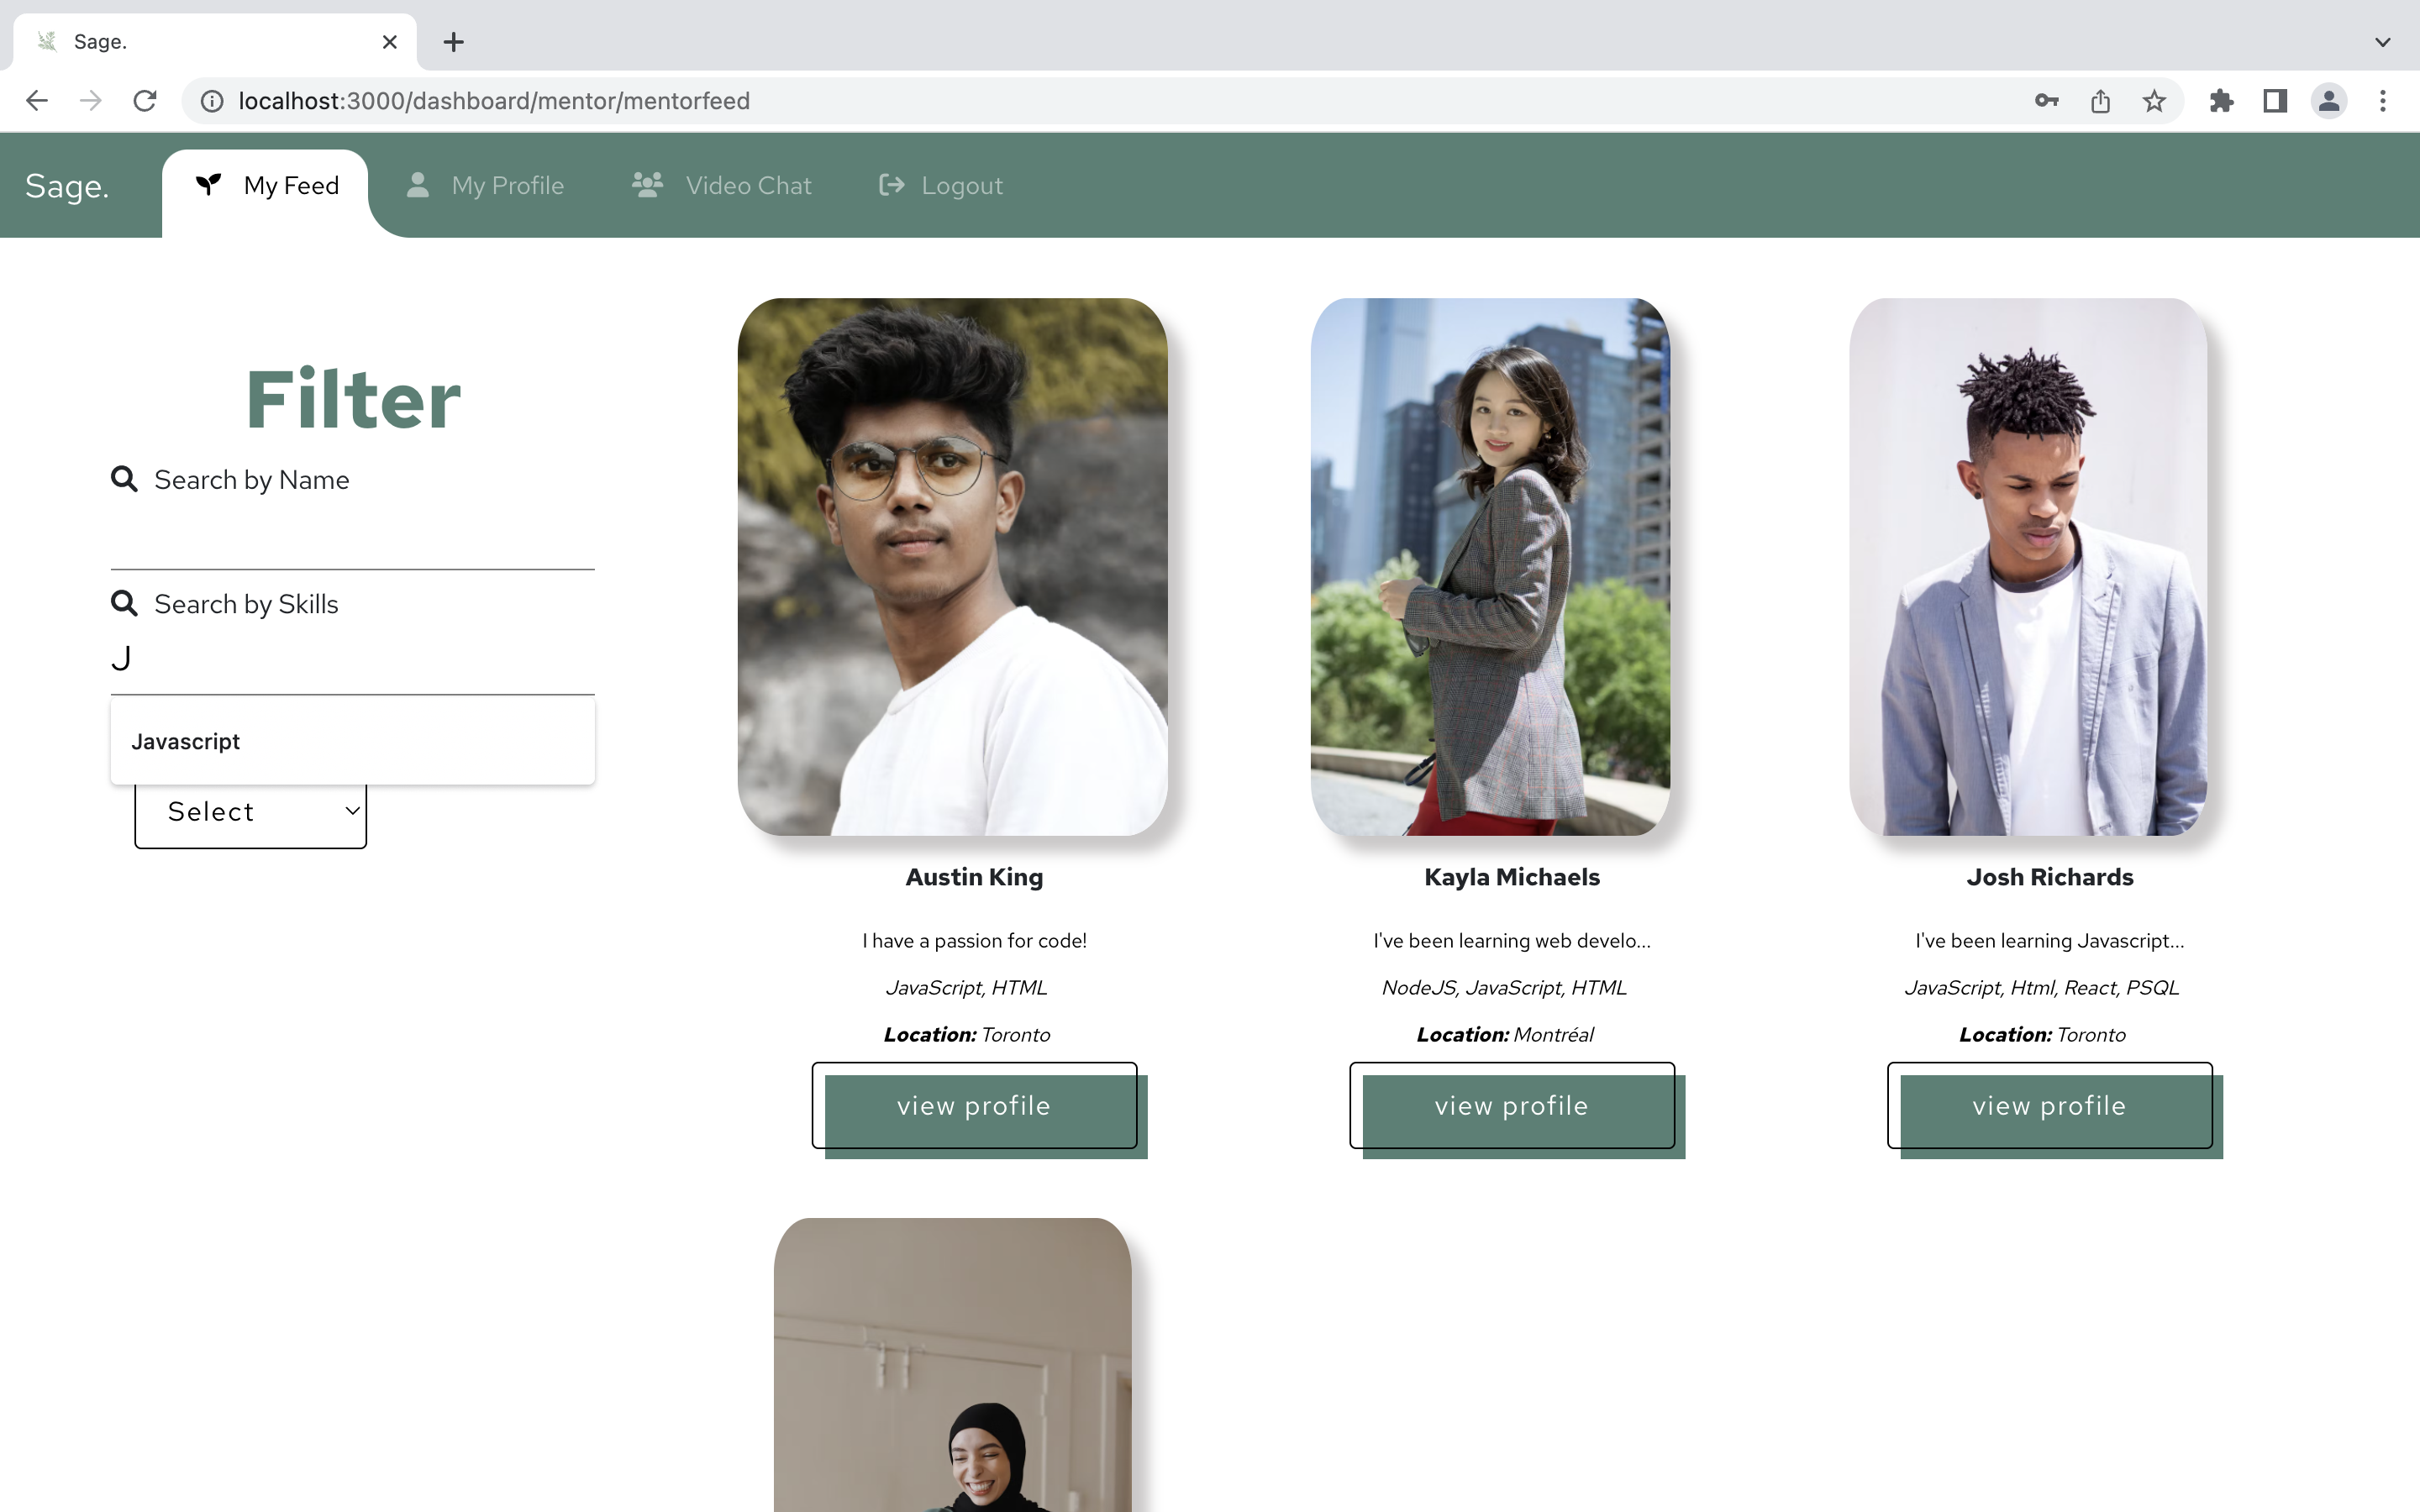 Sage.
localhost:3000/dashboard/mentor/mentorfeed
Sage.
My Feed
My Profile
Video Chat
Logout
Filter
Search by Name
Search by Skills
J
Javascript
Select
Austin King
I have a passion for code!
JavaScript, HTML
Location: Toronto
view profile
Kayla Michaels
I've been learning web develo...
NodeJS, JavaScript, HTML
Location: Montréal
view profile
Josh Richards
I've been learning Javascript...
JavaScript, Html, React, PSQL
Location: Toronto
view profile